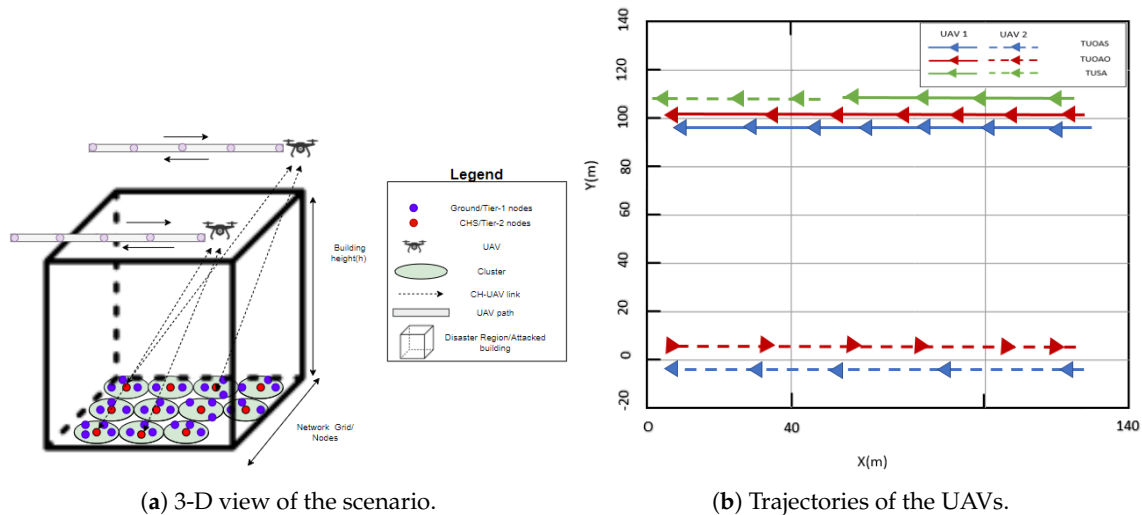 Legend
Ground/Tier-1 nodes
CHS/Tier-2 nodes
UAV
Cluster
CH-UAV link
UAV path
Disaster Region/Attacked
building
Building
height(h)
Network Grid/
Nodes
(a) 3-D view of the scenario.
UAV 1 UAV 2
TUOAS
TUOAO
TUSA
140
120
100
80
60
40
20
0
-20
Y(m)
O 40 140
X(m)
(b) Trajectories of the UAVs.